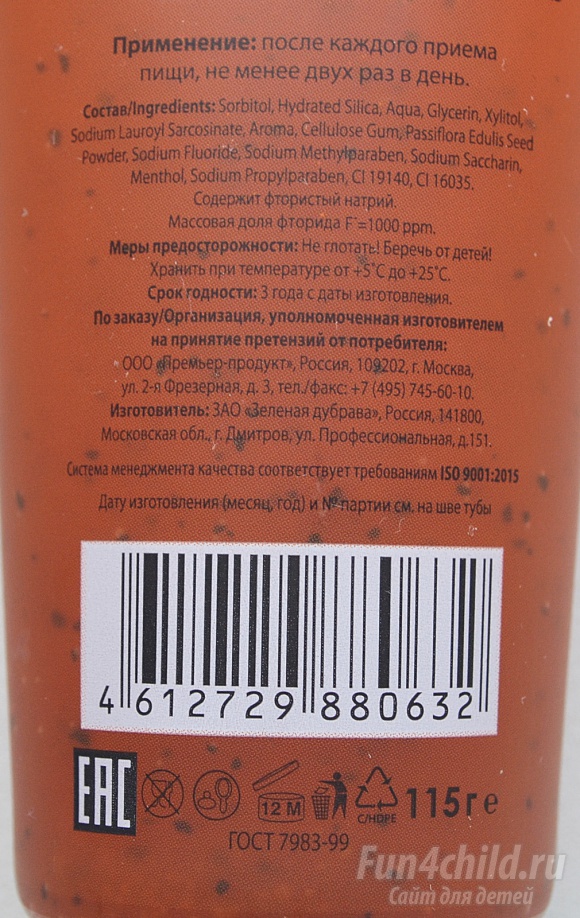 Применение: после каждого приема
пищи, не менее двух раз в день.
Состав/Ingredients: Sorbitol, Hydrated Silica, Aqua, Glycerin, Xylitol,
Sodium Lauroyl Sarcosinate, Aroma, Cellulose Gum, Passiflora Edulis Seed
Powder, Sodium Fluoride, Sodium Methylparaben, Sodium Saccharin,
Menthol, Sodium Propylparaben, CI 19140, CI 16035.
Содержит фтористый натрий.
Массовая доля фторида F⁻=1000 ppm.
Меры предосторожности: Не глотать! Беречь от детей!
Хранить при температуре от +5˚С до +25˚С.
Срок годности: 3 года с даты изготовления.
По заказу/Организация, уполномоченная изготовителем
на принятие претензий от потребителя:
ООО «Премьер-продукт», Россия, 109202, г. Москва,
ул. 2-я Фрезерная, д. 3, тел./факс: +7 (495) 745-60-10.
Изготовитель: ЗАО «Зеленая дубрава», Россия, 141800,
Московская обл., г. Дмитров, ул. Профессиональная, д.151.
Система менеджмента качества соответствует требованиям ISO 9001:2015
Дату изготовления (месяц, год) и № партии см. на шве тубы
4 612729 880632
EAC 12 M C/HDPE 115 г e
ГОСТ 7983-99
Fun4child.ru
Сайт для детей